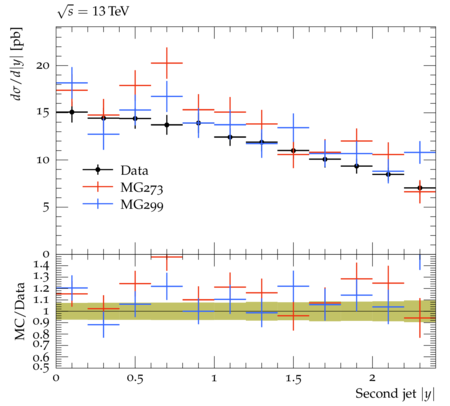 √s = 13 TeV
dσ/d|y| [pb]
20
15
10
5
0
Data
MG273
MG299
MC/Data
1.4
1.3
1.2
1.1
1
0.9
0.8
0.7
0.6
0.5
0 0.5 1 1.5 2
Second jet |y|